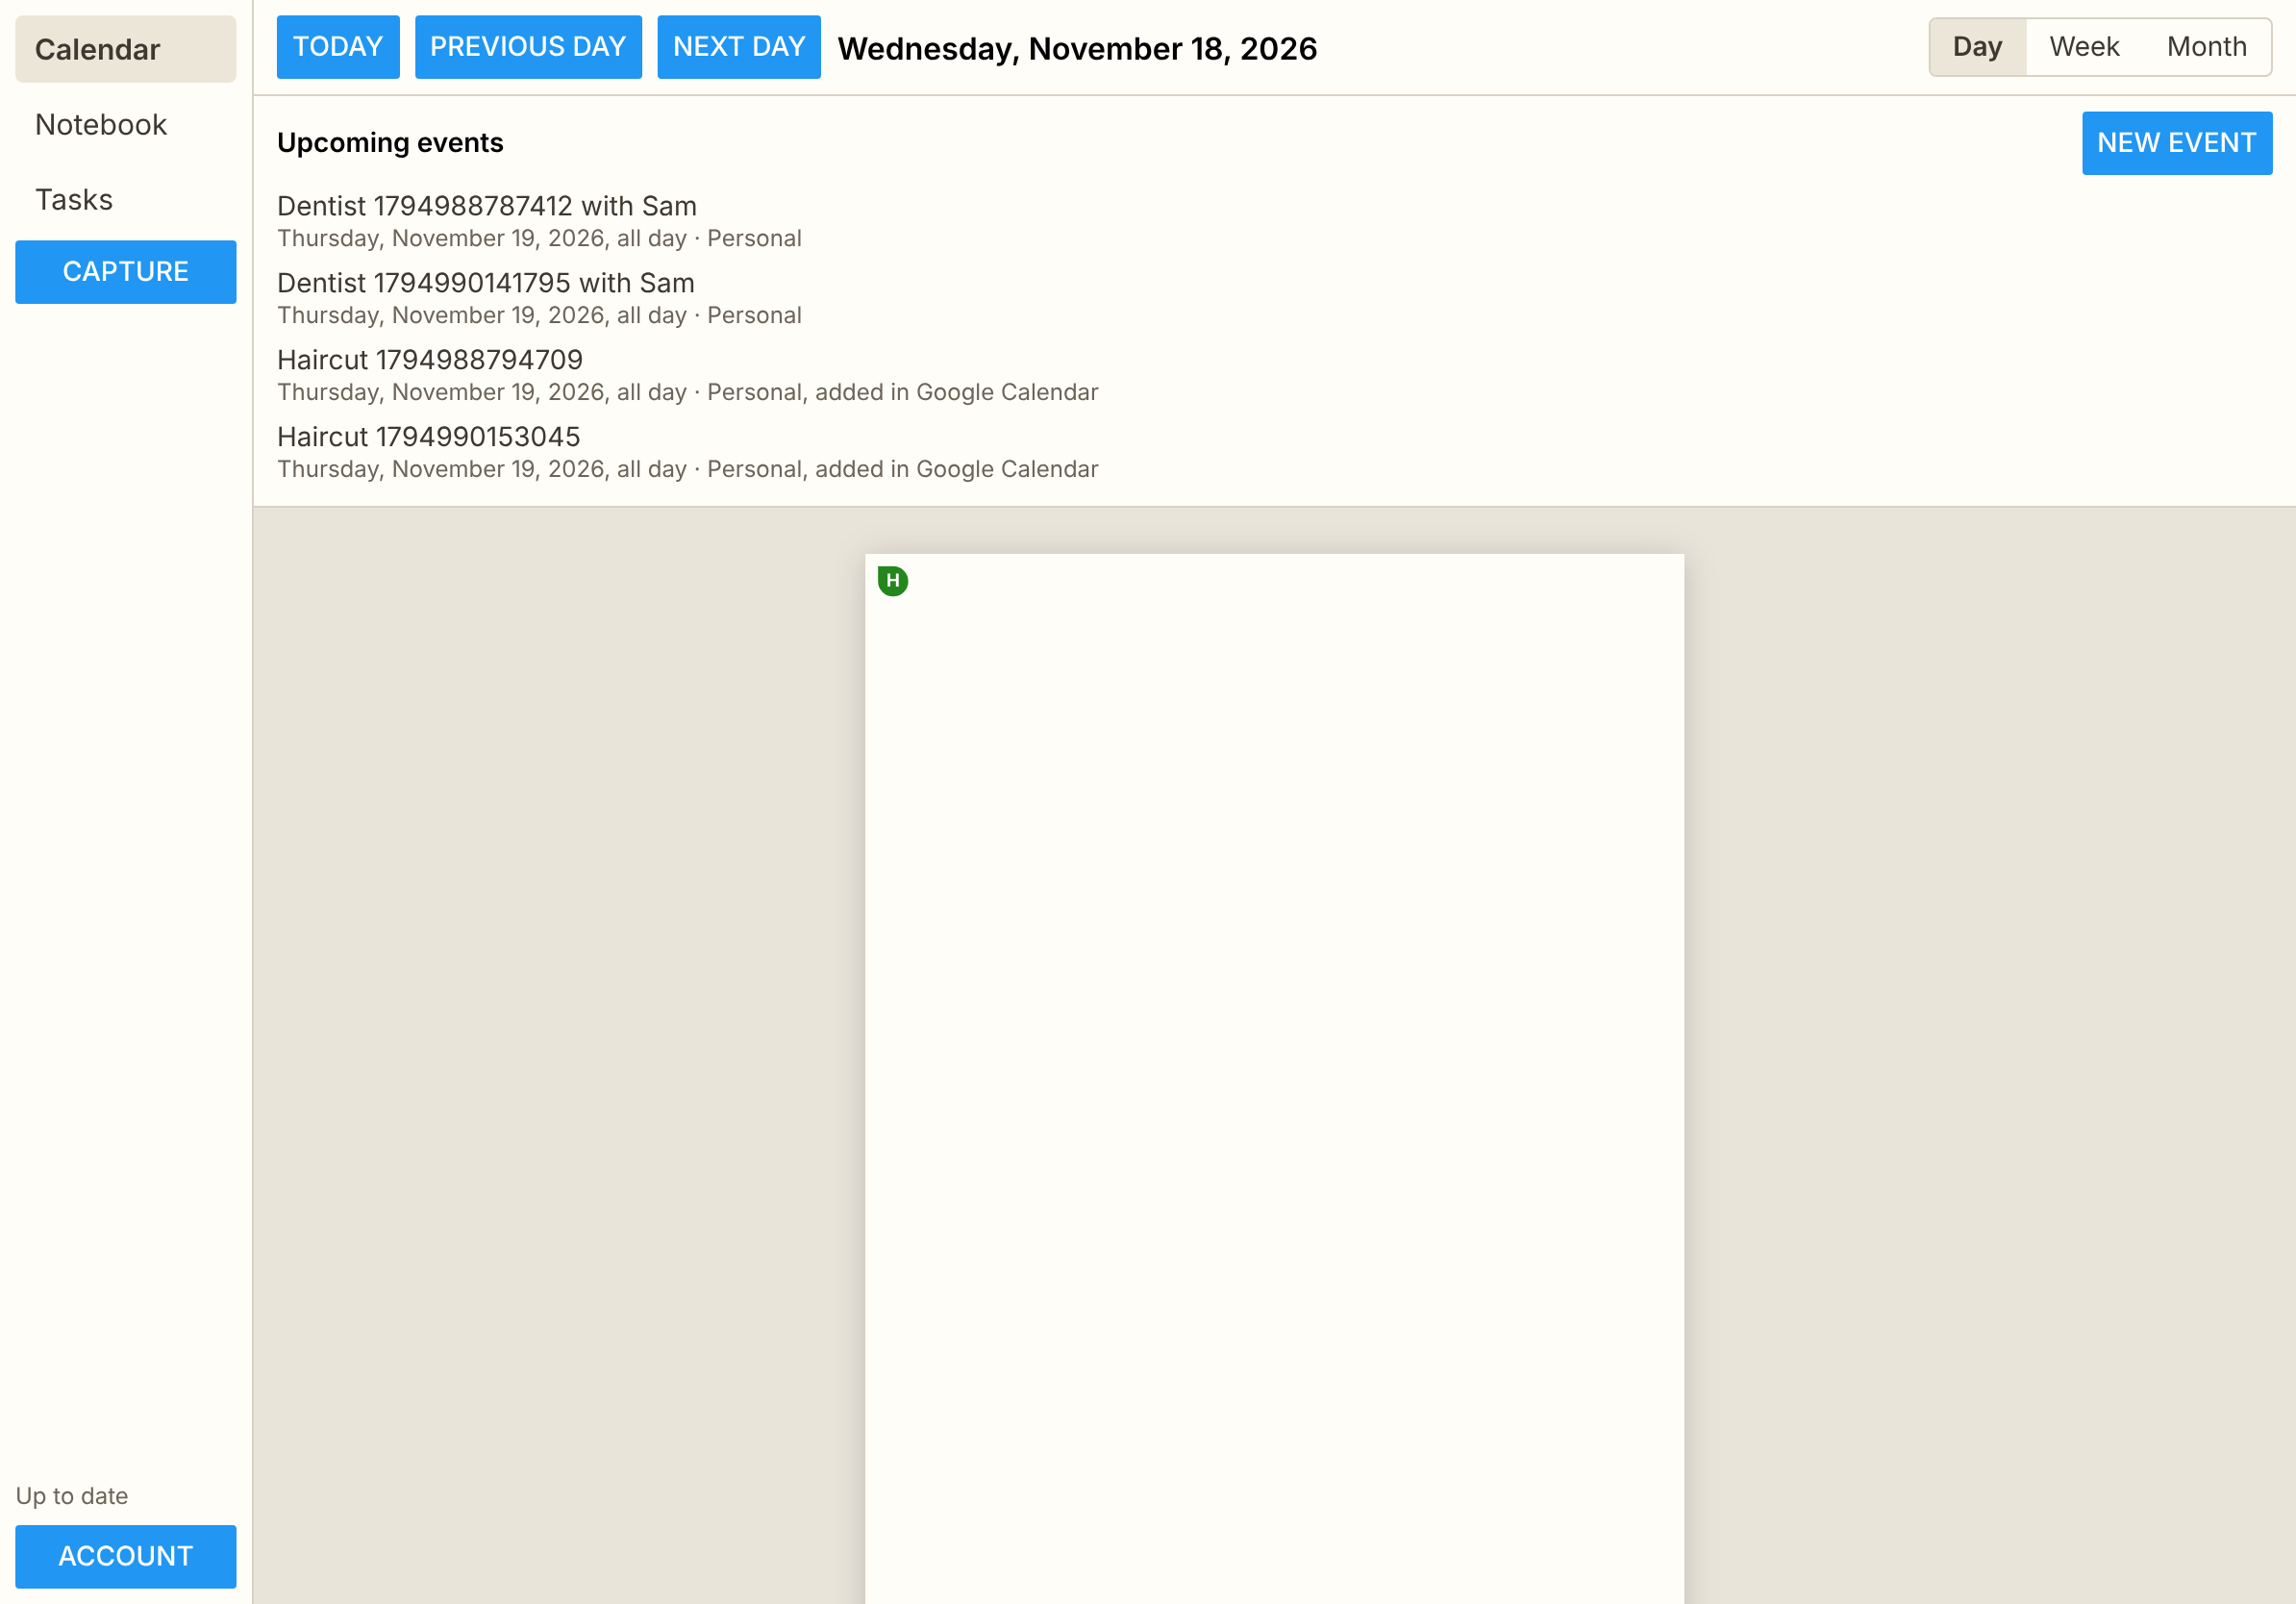 Calendar
Notebook
Tasks
CAPTURE
Up to date
ACCOUNT
TODAY PREVIOUS DAY NEXT DAY Wednesday, November 18, 2026 Day Week Month
Upcoming events NEW EVENT
Dentist 1794988787412 with Sam
Thursday, November 19, 2026, all day · Personal
Dentist 1794990141795 with Sam
Thursday, November 19, 2026, all day · Personal
Haircut 1794988794709
Thursday, November 19, 2026, all day · Personal, added in Google Calendar
Haircut 1794990153045
Thursday, November 19, 2026, all day · Personal, added in Google Calendar
H